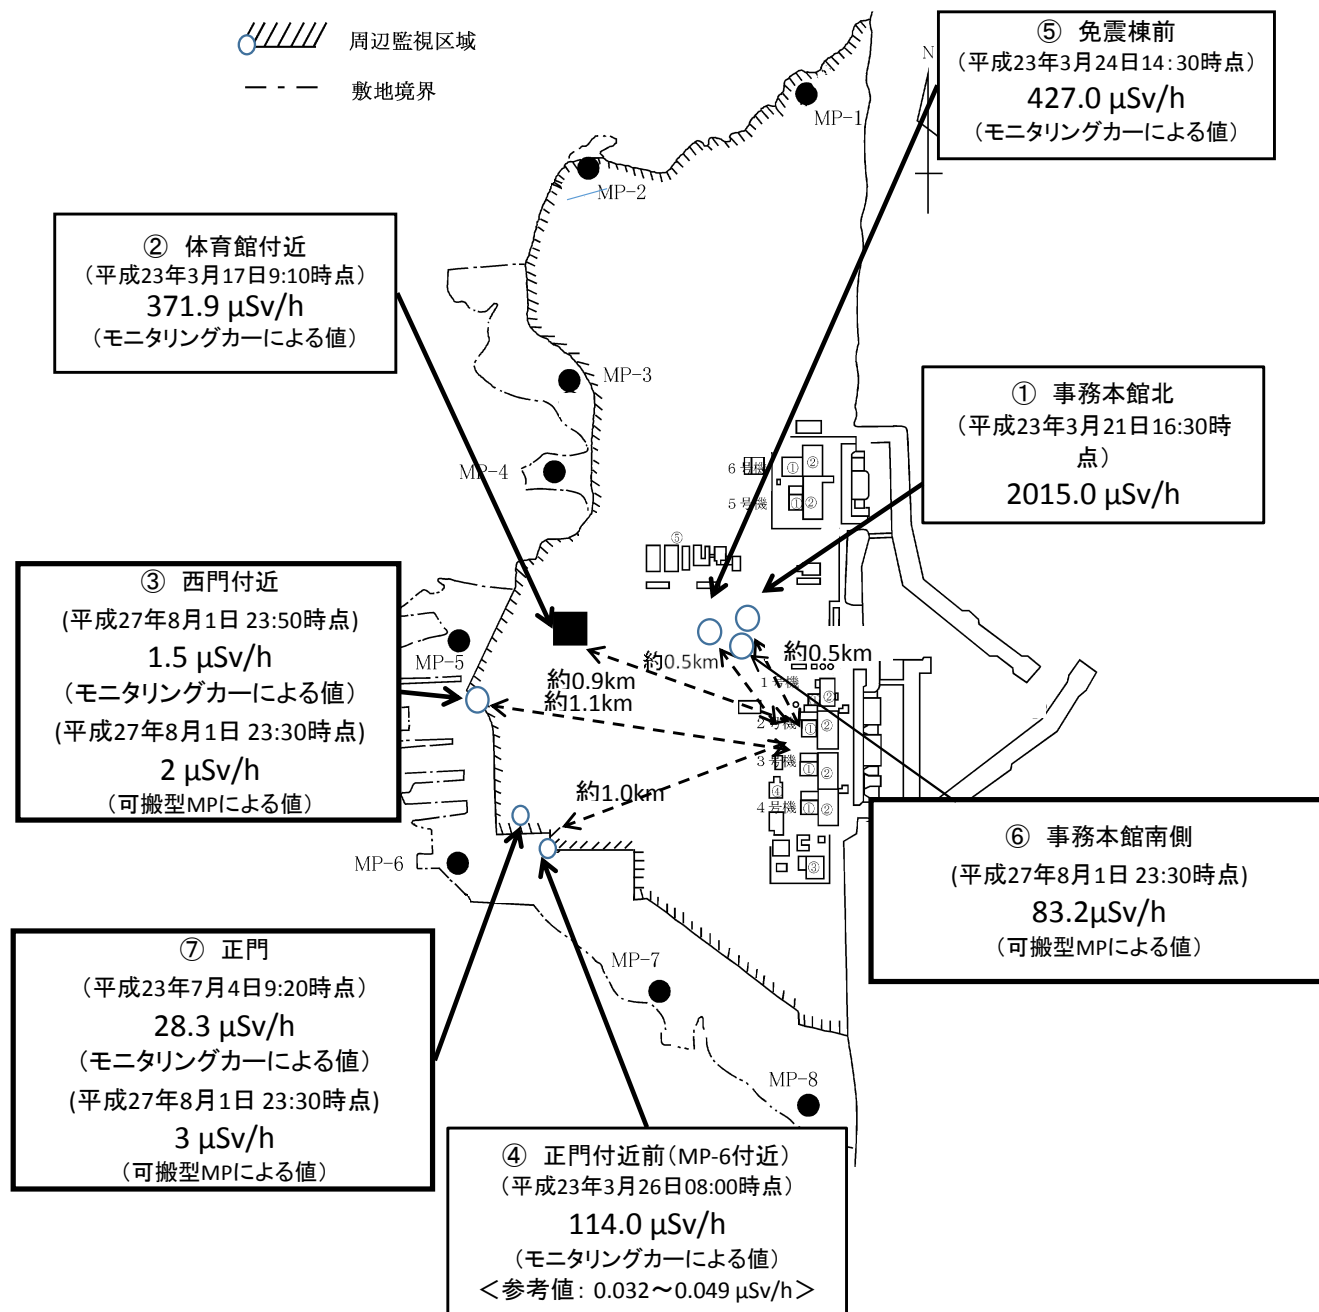 周辺監視区域
敷地境界
⑤ 免震棟前
（平成23年3月24日14：30時点）
427.0 μSv/h
（モニタリングカーによる値）
N
MP-1
MP-2
② 体育館付近
（平成23年3月17日9:10時点）
371.9 μSv/h
（モニタリングカーによる値）
MP-3
① 事務本館北
（平成23年3月21日16:30時
点）
2015.0 μSv/h
MP-4
6号機
① ②
5号機
① ②
⑤
③ 西門付近
(平成27年8月1日 23:50時点)
1.5 μSv/h
（モニタリングカーによる値）
(平成27年8月1日 23:30時点)
2 μSv/h
（可搬型MPによる値）
MP-5
約0.9km
約1.1km
約0.5km
約0.5km
1号機
②
2号機
① ②
3号機
① ②
④
4号機
① ②
③
約1.0km
MP-6
⑥ 事務本館南側
(平成27年8月1日 23:30時点)
83.2μSv/h
（可搬型MPによる値）
⑦ 正門
（平成23年7月4日9:20時点）
28.3 μSv/h
（モニタリングカーによる値）
(平成27年8月1日 23:30時点)
3 μSv/h
（可搬型MPによる値）
MP-7
MP-8
④ 正門付近前（MP-6付近）
（平成23年3月26日08:00時点）
114.0 μSv/h
（モニタリングカーによる値）
＜参考値： 0.032～0.049 μSv/h＞